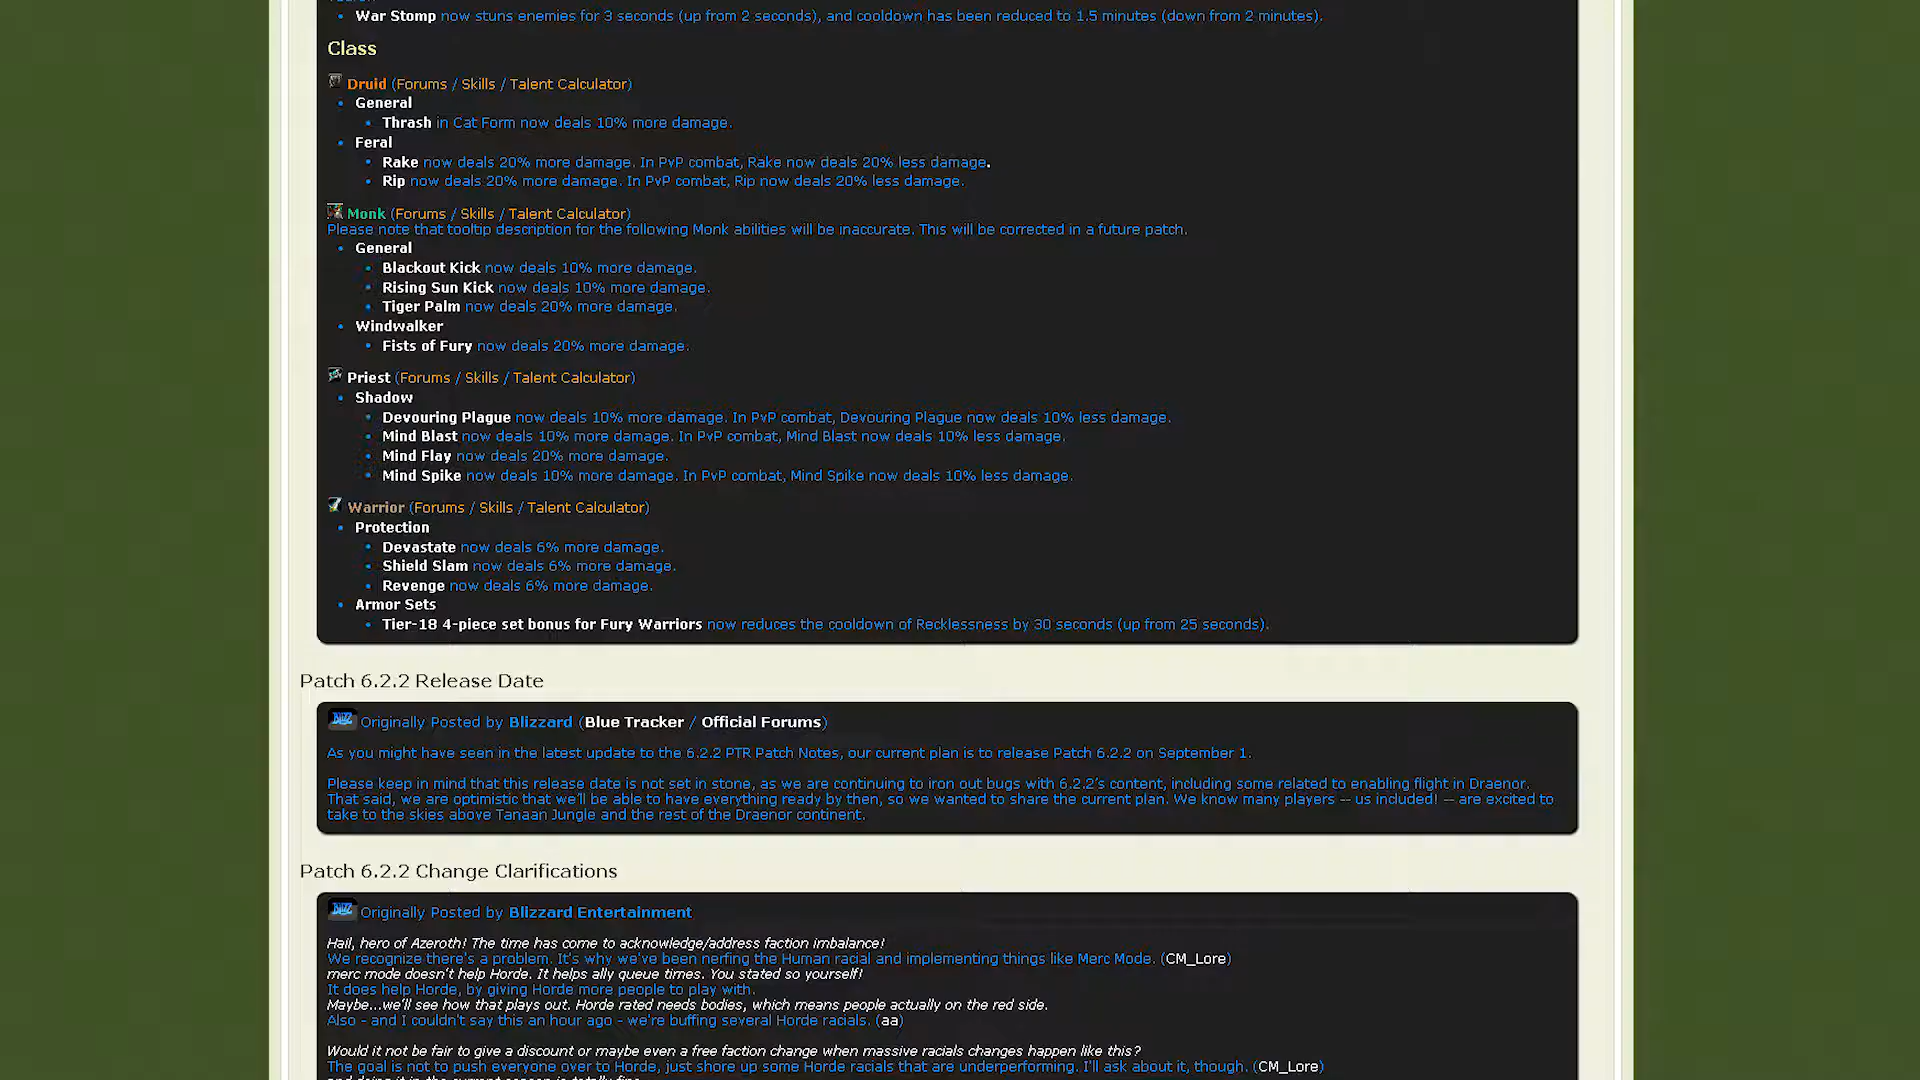 War Stomp now stuns enemies for 3 seconds (up from 2 seconds), and cooldown has been reduced to 1.5 minutes (down from 2 minutes).
Class
Druid (Forums / Skills / Talent Calculator)
General
Thrash in Cat Form now deals 10% more damage.
Feral
Rake now deals 20% more damage. In PvP combat, Rake now deals 20% less damage.
Rip now deals 20% more damage. In PvP combat, Rip now deals 20% less damage.
Monk (Forums / Skills / Talent Calculator)
Please note that tooltip description for the following Monk abilities will be inaccurate. This will be corrected in a future patch.
General
Blackout Kick now deals 10% more damage.
Rising Sun Kick now deals 10% more damage.
Tiger Palm now deals 20% more damage.
Windwalker
Fists of Fury now deals 20% more damage.
Priest (Forums / Skills / Talent Calculator)
Shadow
Devouring Plague now deals 10% more damage. In PvP combat, Devouring Plague now deals 10% less damage.
Mind Blast now deals 10% more damage. In PvP combat, Mind Blast now deals 10% less damage.
Mind Flay now deals 20% more damage.
Mind Spike now deals 10% more damage. In PvP combat, Mind Spike now deals 10% less damage.
Warrior (Forums / Skills / Talent Calculator)
Protection
Devastate now deals 6% more damage.
Shield Slam now deals 6% more damage.
Revenge now deals 6% more damage.
Armor Sets
Tier-18 4-piece set bonus for Fury Warriors now reduces the cooldown of Recklessness by 30 seconds (up from 25 seconds).
Patch 6.2.2 Release Date
Originally Posted by Blizzard (Blue Tracker / Official Forums)
As you might have seen in the latest update to the 6.2.2 PTR Patch Notes, our current plan is to release Patch 6.2.2 on September 1.
Please keep in mind that this release date is not set in stone, as we are continuing to iron out bugs with 6.2.2's content, including some related to enabling flight in Draenor.
That said, we are optimistic that we'll be able to have everything ready by then, so we wanted to share the current plan. We know many players -- us included! -- are excited to
take to the skies above Tanaan Jungle and the rest of the Draenor continent.
Patch 6.2.2 Change Clarifications
Originally Posted by Blizzard Entertainment
Hail, hero of Azeroth! The time has come to acknowledge/address faction imbalance!
We recognize there's a problem. It's why we've been nerfing the Human racial and implementing things like Merc Mode. (CM_Lore)
merc mode doesn't help Horde. It helps ally queue times. You stated so yourself!
It does help Horde, by giving Horde more people to play with.
Maybe...we'll see how that plays out. Horde rated needs bodies, which means people actually on the red side.
Also - and I couldn't say this an hour ago - we're buffing several Horde racials. (aa)
Would it not be fair to give a discount or maybe even a free faction change when massive racials changes happen like this?
The goal is not to push everyone over to Horde, just shore up some Horde racials that are underperforming. I'll ask about it, though. (CM_Lore)